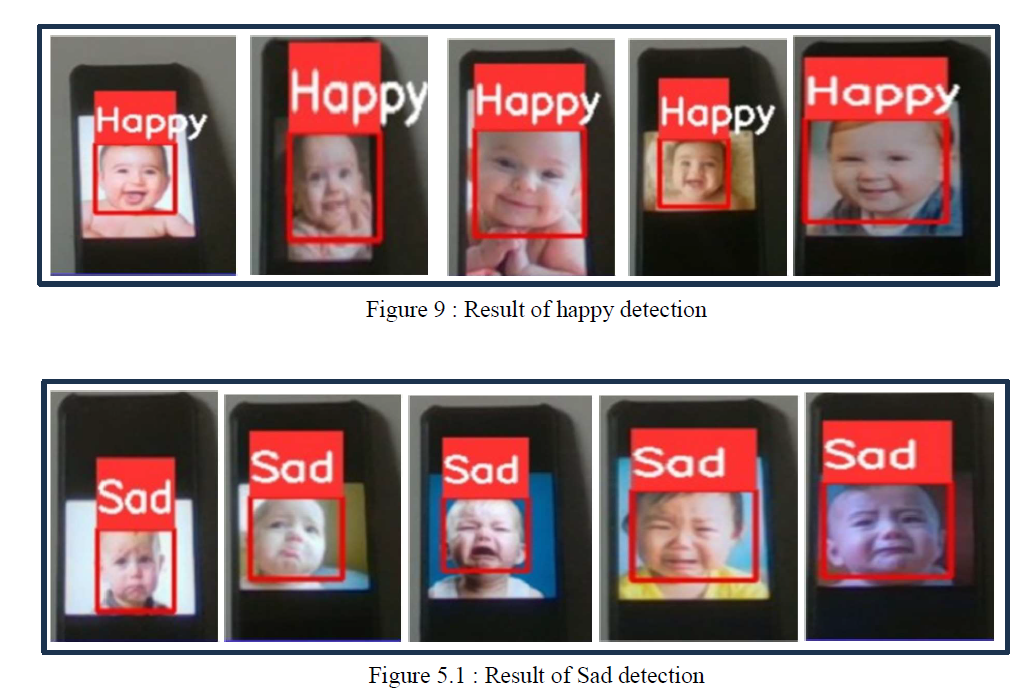 Happy
Happy
Happy
Happy
Happy
Figure 9 : Result of happy detection
Sad
Sad
Sad
Sad
Sad
Figure 5.1 : Result of Sad detection